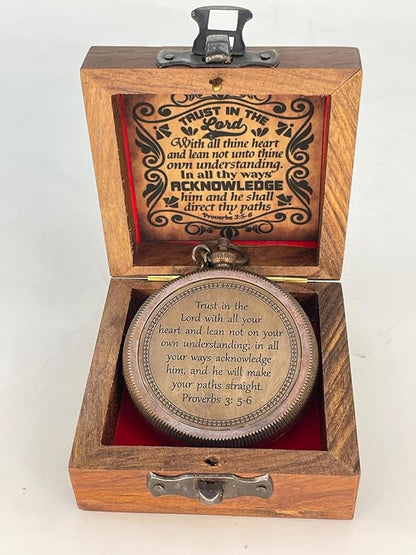 TRUST IN THE
Lord
With all thine heart
and lean not unto thine
own understanding.
In all thy ways
ACKNOWLEDGE
him and he shall
direct thy paths
Proverbs 3:5-6
Trust in the
Lord with all your
heart and lean not on your
own understanding; in all
your ways acknowledge
him, and he will make
your paths straight.
Proverbs 3: 5-6